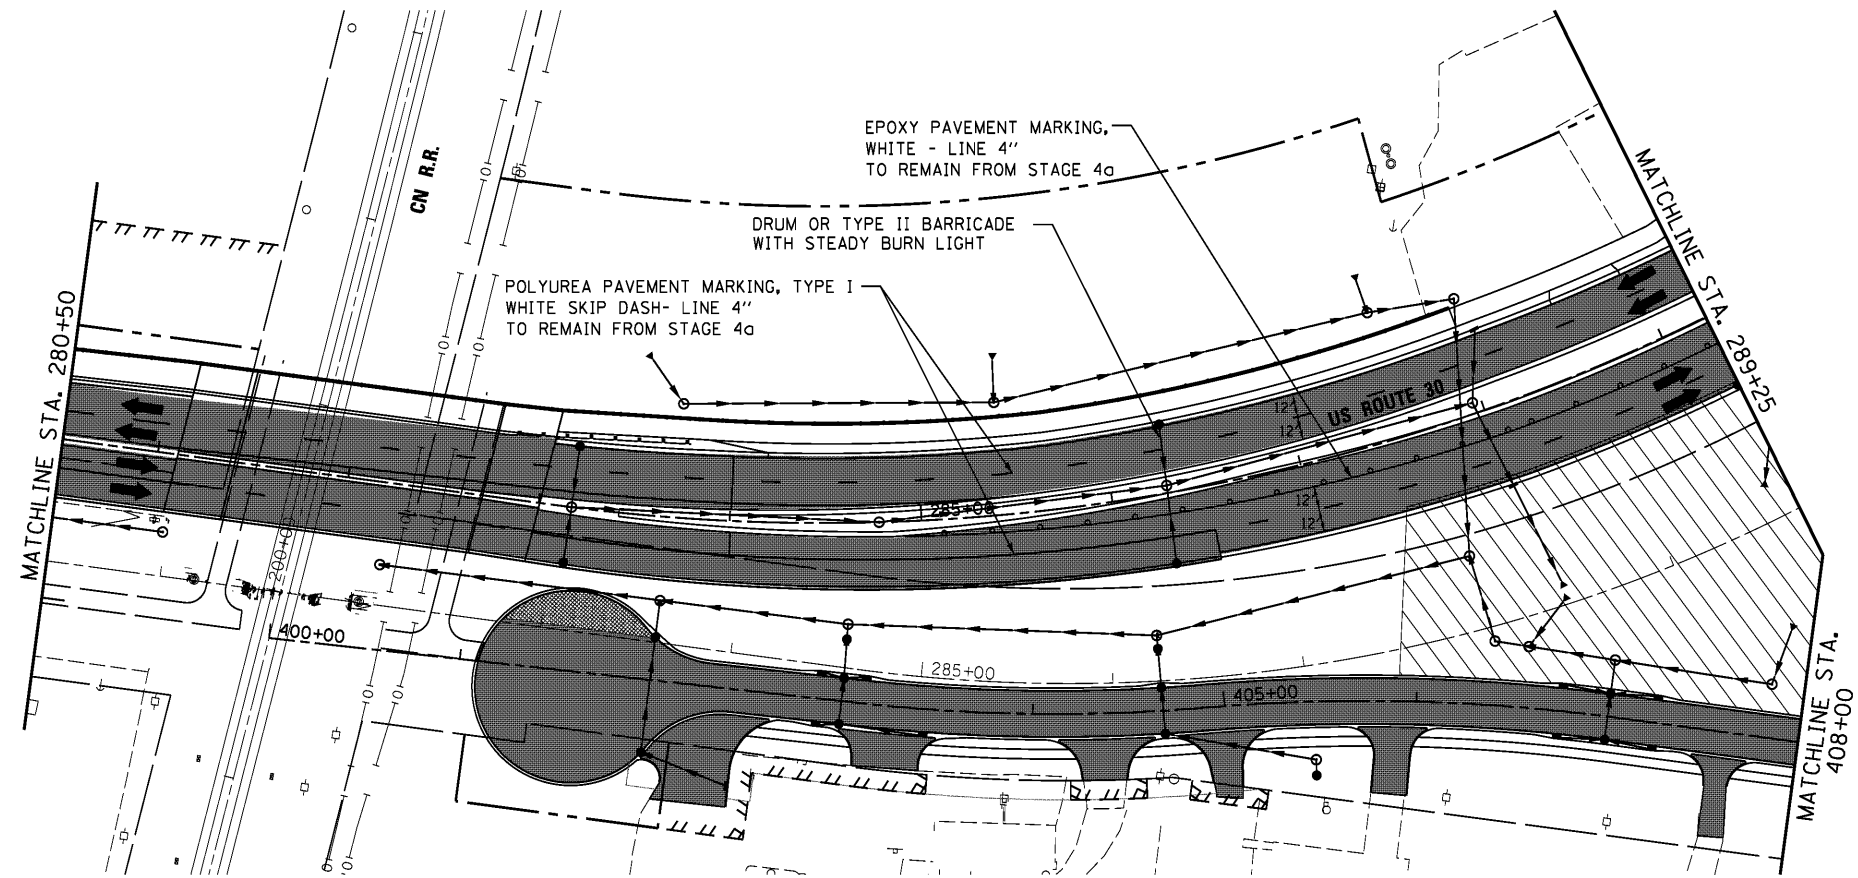 EPOXY PAVEMENT MARKING,
WHITE - LINE 4"
TO REMAIN FROM STAGE 4a
DRUM OR TYPE II BARRICADE
WITH STEADY BURN LIGHT
POLYUREA PAVEMENT MARKING, TYPE I
WHITE SKIP DASH- LINE 4"
TO REMAIN FROM STAGE 4a
CN R.R.
MATCHLINE STA. 280+50
MATCHLINE STA. 289+25
US ROUTE 30
12'
12'
12'
12'
285+00
400+00
285+00
405+00
MATCHLINE STA.
408+00